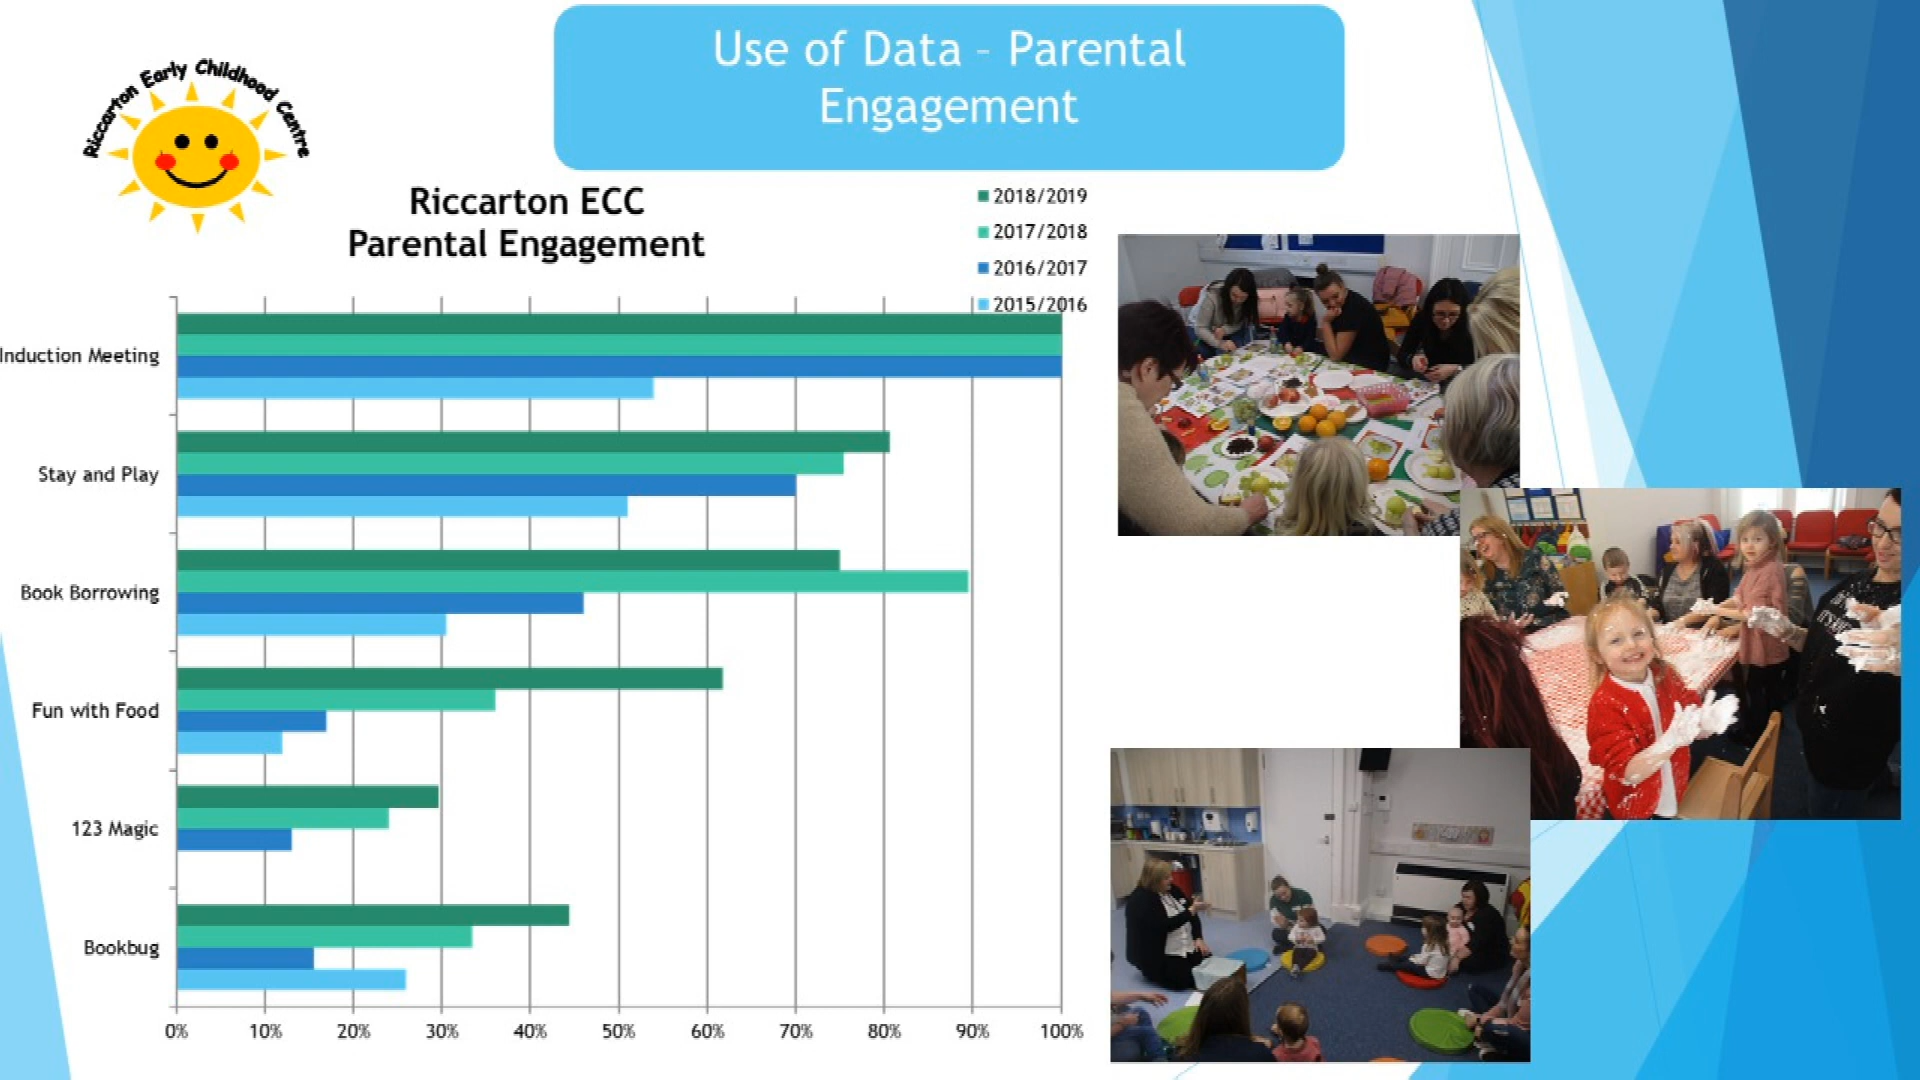 Use of Data - Parental
Engagement
Riccarton Early Childhood Centre
Riccarton ECC
Parental Engagement
2018/2019
2017/2018
2016/2017
2015/2016
Induction Meeting
Stay and Play
Book Borrowing
Fun with Food
123 Magic
Bookbug
0% 10% 20% 30% 40% 50% 60% 70% 80% 90% 100%